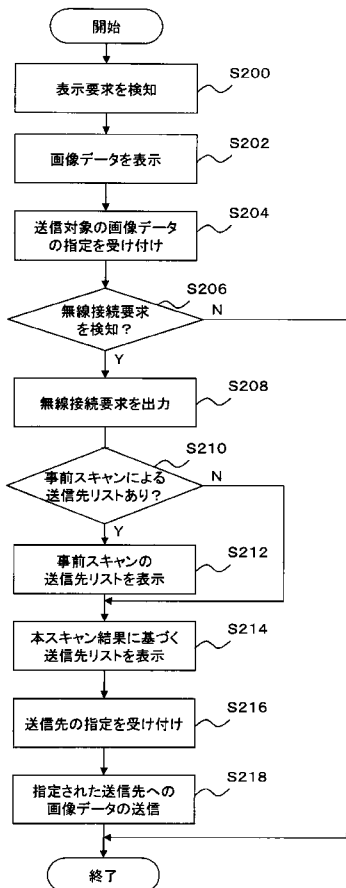 開始
表示要求を検知
S200
画像データを表示
S202
送信対象の画像データ
の指定を受け付け
S204
無線接続要求
を検知？
S206
N
Y
無線接続要求を出力
S208
事前スキャンによる
送信先リストあり？
S210
N
Y
事前スキャンの
送信先リストを表示
S212
本スキャン結果に基づく
送信先リストを表示
S214
送信先の指定を受け付け
S216
指定された送信先への
画像データの送信
S218
終了